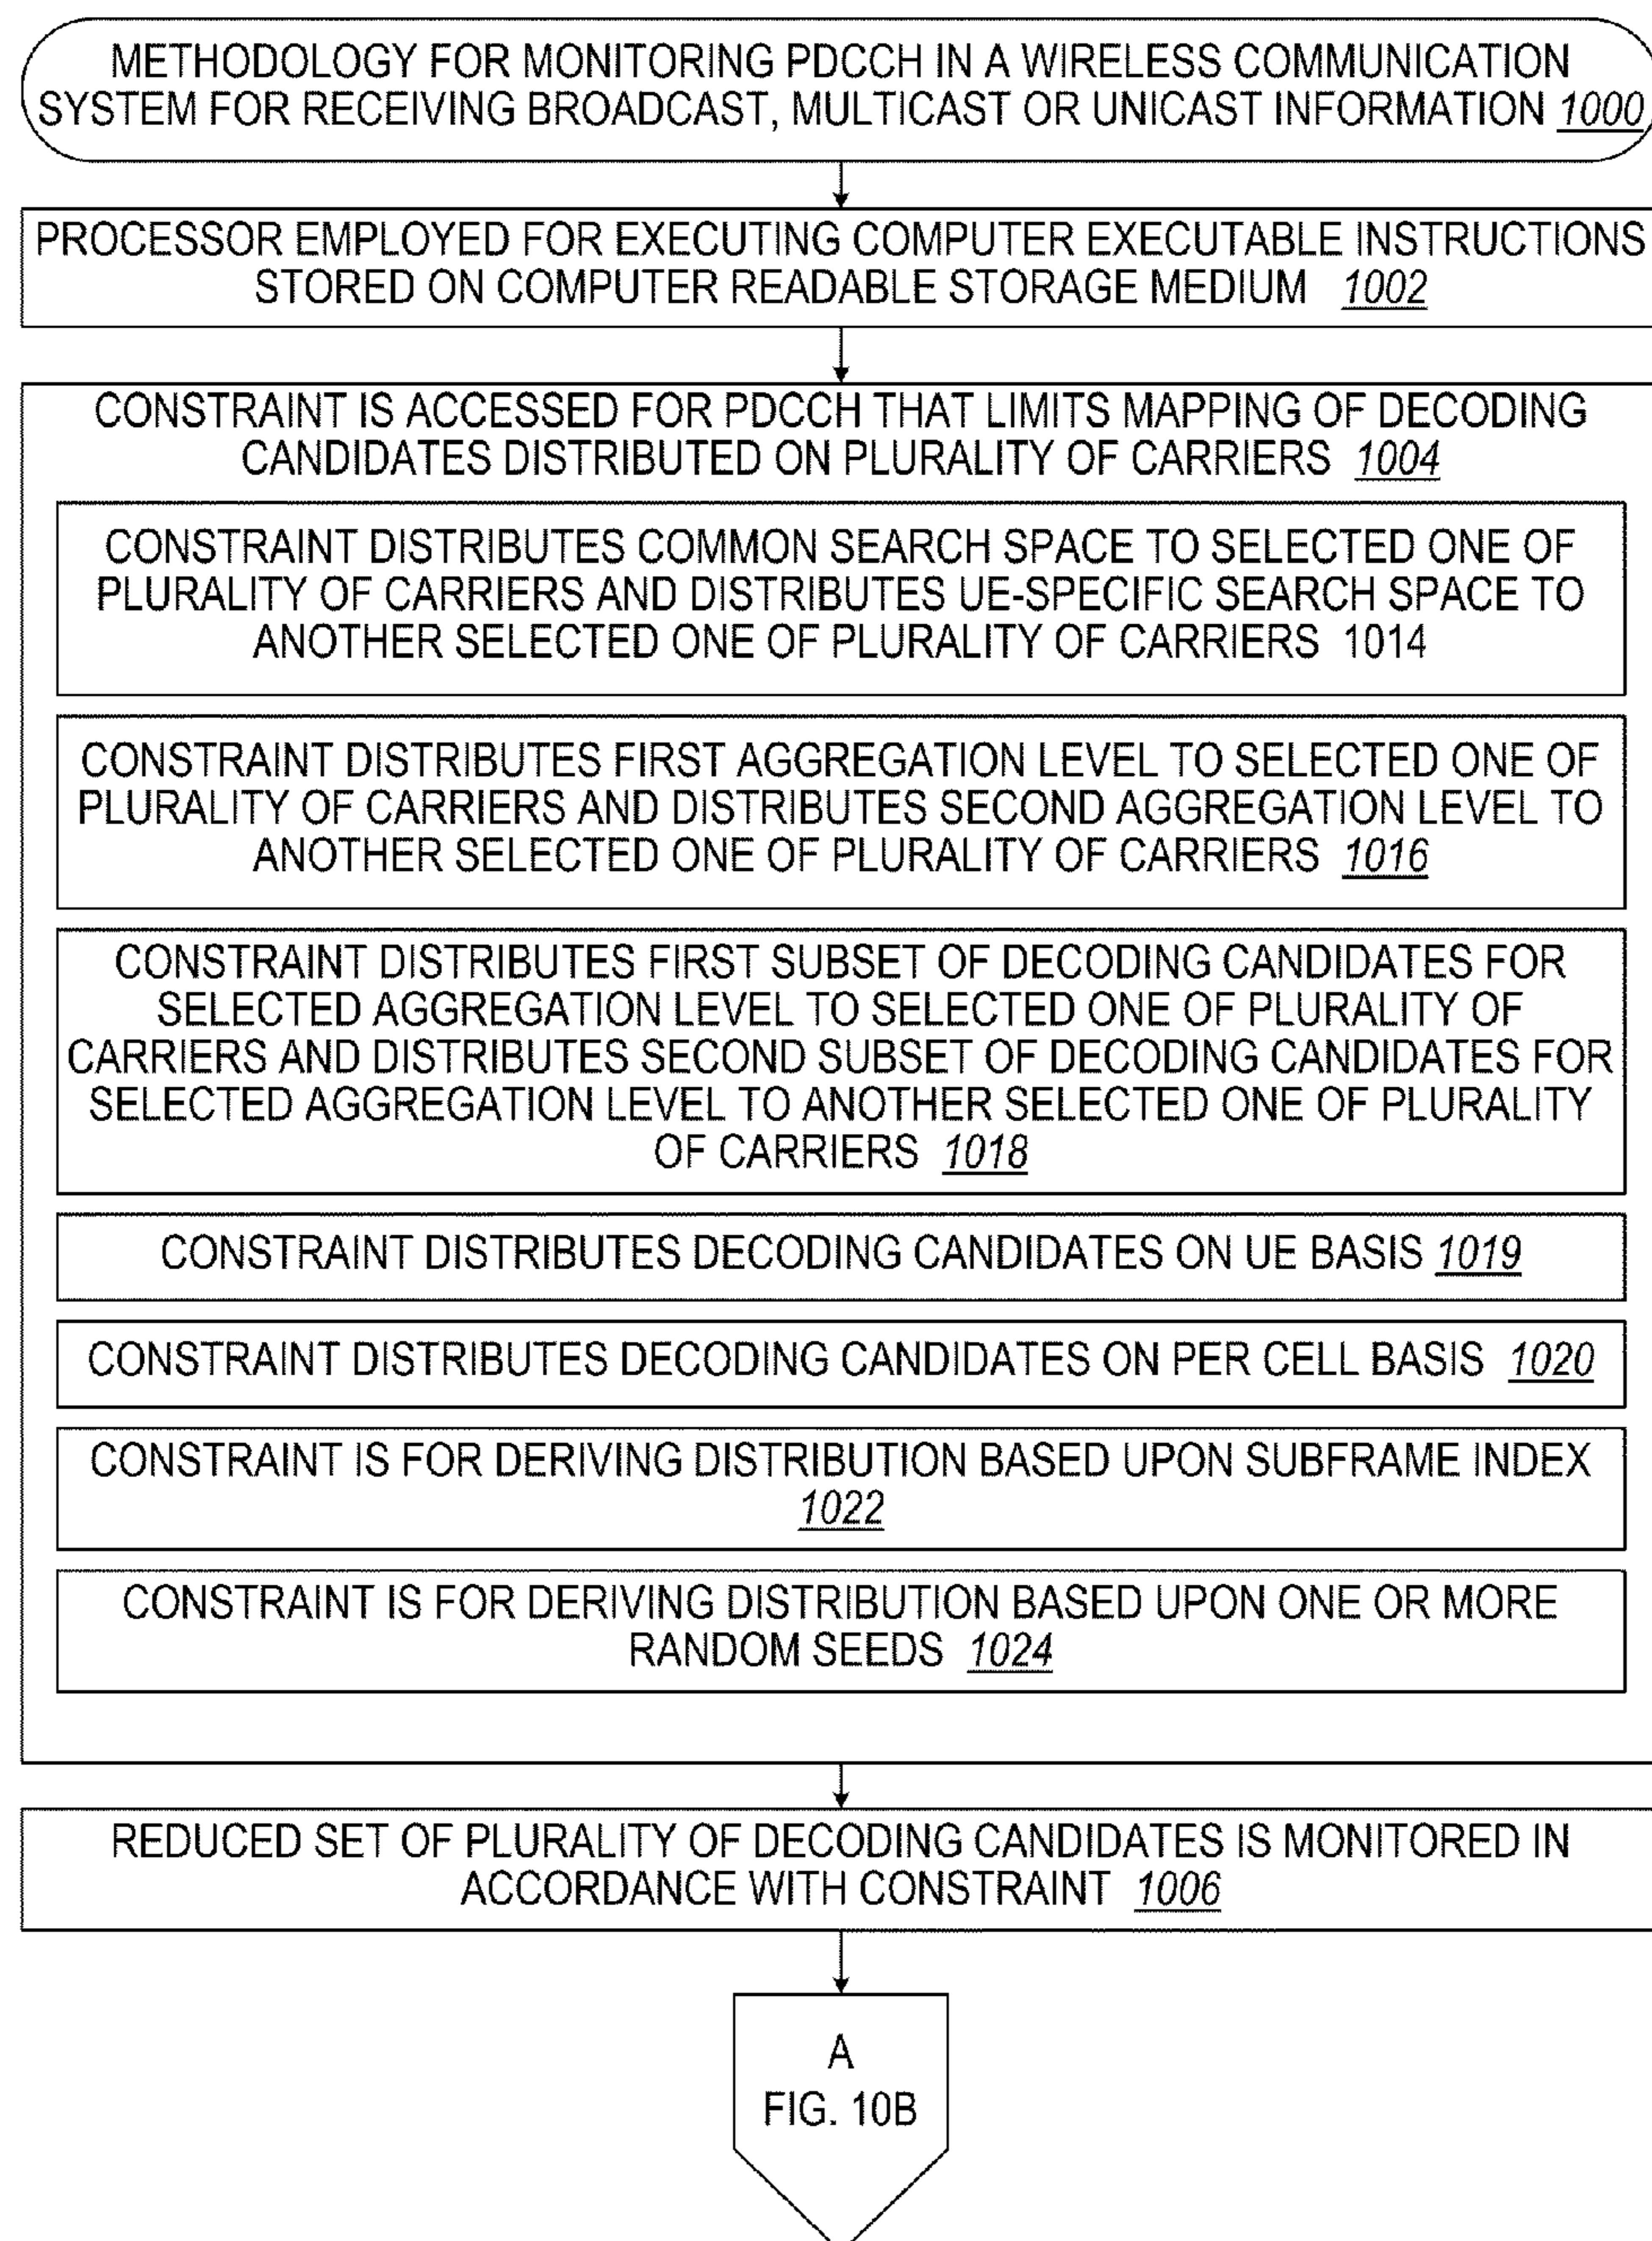 METHODOLOGY FOR MONITORING PDCCH IN A WIRELESS COMMUNICATION
SYSTEM FOR RECEIVING BROADCAST, MULTICAST OR UNICAST INFORMATION 1000
PROCESSOR EMPLOYED FOR EXECUTING COMPUTER EXECUTABLE INSTRUCTIONS
STORED ON COMPUTER READABLE STORAGE MEDIUM 1002
CONSTRAINT IS ACCESSED FOR PDCCH THAT LIMITS MAPPING OF DECODING
CANDIDATES DISTRIBUTED ON PLURALITY OF CARRIERS 1004
CONSTRAINT DISTRIBUTES COMMON SEARCH SPACE TO SELECTED ONE OF
PLURALITY OF CARRIERS AND DISTRIBUTES UE-SPECIFIC SEARCH SPACE TO
ANOTHER SELECTED ONE OF PLURALITY OF CARRIERS 1014
CONSTRAINT DISTRIBUTES FIRST AGGREGATION LEVEL TO SELECTED ONE OF
PLURALITY OF CARRIERS AND DISTRIBUTES SECOND AGGREGATION LEVEL TO
ANOTHER SELECTED ONE OF PLURALITY OF CARRIERS 1016
CONSTRAINT DISTRIBUTES FIRST SUBSET OF DECODING CANDIDATES FOR
SELECTED AGGREGATION LEVEL TO SELECTED ONE OF PLURALITY OF
CARRIERS AND DISTRIBUTES SECOND SUBSET OF DECODING CANDIDATES FOR
SELECTED AGGREGATION LEVEL TO ANOTHER SELECTED ONE OF PLURALITY
OF CARRIERS 1018
CONSTRAINT DISTRIBUTES DECODING CANDIDATES ON UE BASIS 1019
CONSTRAINT DISTRIBUTES DECODING CANDIDATES ON PER CELL BASIS 1020
CONSTRAINT IS FOR DERIVING DISTRIBUTION BASED UPON SUBFRAME INDEX
1022
CONSTRAINT IS FOR DERIVING DISTRIBUTION BASED UPON ONE OR MORE
RANDOM SEEDS 1024
REDUCED SET OF PLURALITY OF DECODING CANDIDATES IS MONITORED IN
ACCORDANCE WITH CONSTRAINT 1006
A
FIG. 10B